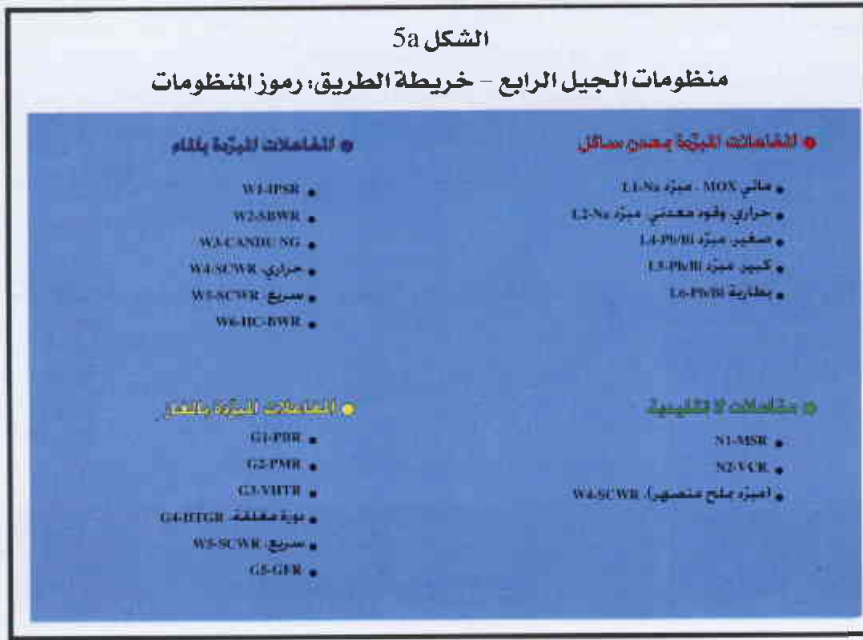 الشكل 5a
منظومات الجيل الرابع – خريطة الطريق: رموز المنظومات
● المفاعلات المبرّدة بمعدن سائل
● مائي MOX . مبرّد L1-Na
● حراري، وقود معدني، مبرّد L2-Na
● صغير، مبرّد L4-Pb/Bi
● كبير، مبرّد L5-Pb/Bi
● بطارية L6-Pb/Bi
● المفاعلات المبرّدة بالماء
● W1-IPSR
● W2-SBWR
● W3-CANDU NG
● حراري، W4-SCWR
● سريع، W5-SCWR
● W6-HC-BWR
● مفاعلات لا تقليدية
● N1-MSR
● N2-VCR
● (مبرّد بملح منصهر)، W4-SCWR
● المفاعلات المبرّدة بالغاز
● G1-PBR
● G2-PMR
● G3-VHTR
● دورة مغلقة، G4-HTGR
● سريع، W5-SCWR
● G5-GFR